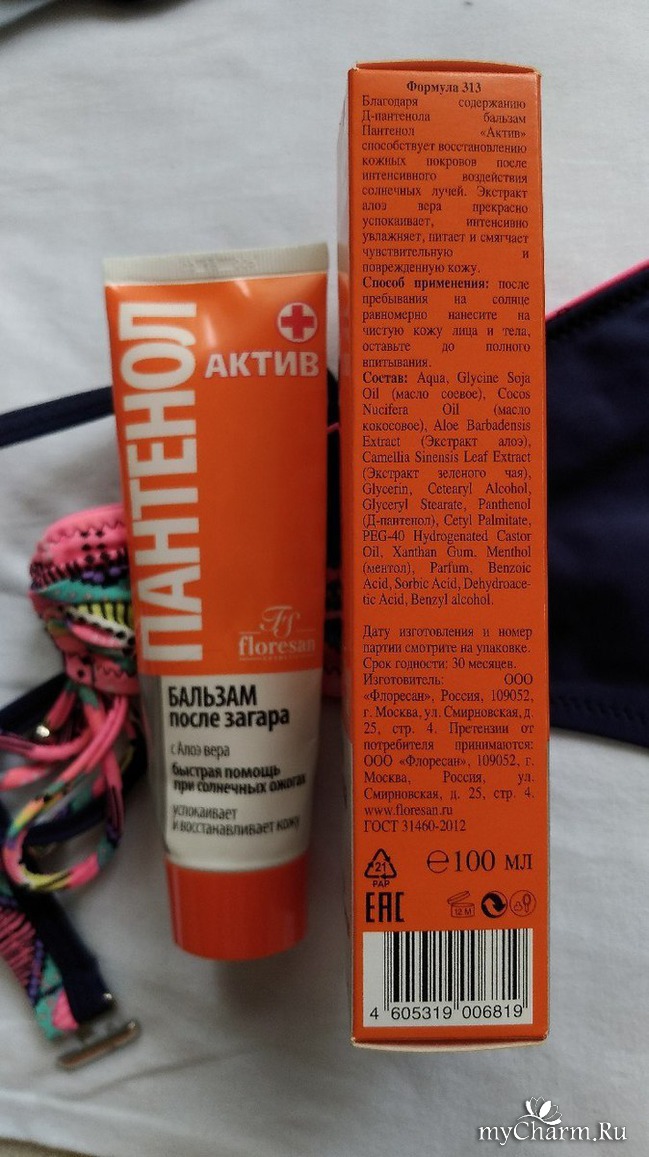 ПАНТЕНОЛ
АКТИВ
FS
floresan
БАЛЬЗАМ
после загара
с Алоэ вера
быстрая помощь
при солнечных ожогах
успокаивает
и восстанавливает кожу
Формула 313
Благодаря содержанию
Д-пантенола бальзам
Пантенол «Актив»
способствует восстановлению
кожных покровов после
интенсивного воздействия
солнечных лучей. Экстракт
алоэ вера прекрасно
успокаивает, интенсивно
увлажняет, питает и смягчает
чувствительную и
поврежденную кожу.
Способ применения: после
пребывания на солнце
равномерно нанесите на
чистую кожу лица и тела,
оставьте до полного
впитывания.
Состав: Aqua, Glycine Soja
Oil (масло соевое), Cocos
Nucifera Oil (масло
кокосовое), Aloe Barbadensis
Extract (Экстракт алоэ),
Camellia Sinensis Leaf Extract
(Экстракт зеленого чая),
Glycerin, Cetearyl Alcohol,
Glyceryl Stearate, Panthenol
(Д-пантенол), Cetyl Palmitate,
PEG-40 Hydrogenated Castor
Oil, Xanthan Gum, Menthol
(ментол), Parfum, Benzoic
Acid, Sorbic Acid, Dehydroace-
tic Acid, Benzyl alcohol.
Дату изготовления и номер
партии смотрите на упаковке.
Срок годности: 30 месяцев.
Изготовитель: ООО
«Флоресан», Россия, 109052,
г. Москва, ул. Смирновская, д.
25, стр. 4. Претензии от
потребителя принимаются:
ООО «Флоресан», 109052, г.
Москва, Россия, ул.
Смирновская, д. 25, стр. 4.
www.floresan.ru
ГОСТ 31460-2012
21
PAP
℮100 мл
EAC
12 M
4 605319 006819
myCharm.Ru